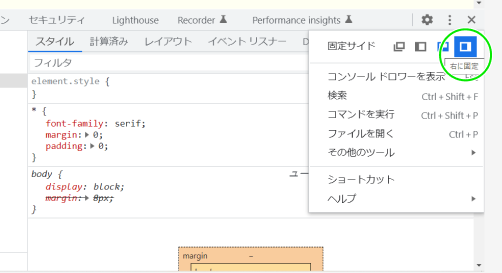 ン セキュリティ Lighthouse Recorder Performance insights
スタイル 計算済み レイアウト イベント リスナー D
フィルタ
element.style {
}
* {
font-family: serif;
margin: 0;
padding: 0;
}
body {
ユー
display: block;
margin: 8px;
}
margin –
固定サイド
右に固定
コンソール ドロワーを表示
検索 Ctrl + Shift + F
コマンドを実行 Ctrl + Shift + P
ファイルを開く Ctrl + P
その他のツール
ショートカット
ヘルプ